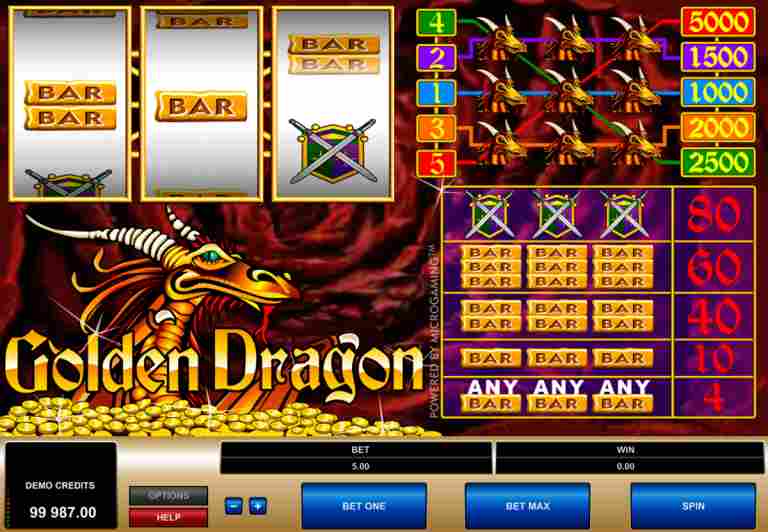 BAR
BAR
BAR
BAR
BAR
BAR
4
5000
2
1500
1
1000
3
2000
5
2500
80
BAR BAR BAR
BAR BAR BAR
BAR BAR BAR
60
BAR BAR BAR
BAR BAR BAR
40
BAR BAR BAR
10
ANY ANY ANY
BAR BAR BAR
4
Golden Dragon
POWERED BY MICROGAMING™
BET
5.00
WIN
0.00
DEMO CREDITS
99 987.00
OPTIONS
HELP
BET ONE
BET MAX
SPIN